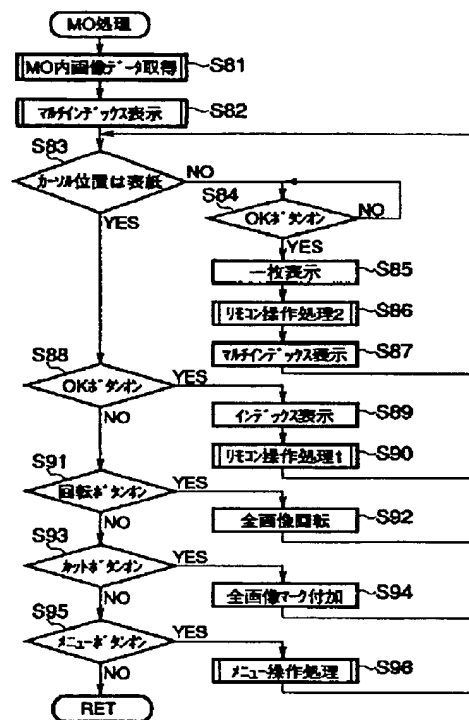 MO処理
MO内画像データ取得
S81
マルチインデックス表示
S82
S83
カーソル位置は表紙
NO
YES
S84
OKボタンオン
NO
YES
一枚表示
S85
リモコン操作処理2
S86
マルチインデックス表示
S87
S88
OKボタンオン
YES
NO
インデックス表示
S89
リモコン操作処理1
S90
S91
回転ボタンオン
YES
NO
全画像回転
S92
S93
カットボタンオン
YES
NO
全画像マーク付加
S94
S95
メニューボタンオン
YES
NO
メニュー操作処理
S96
RET